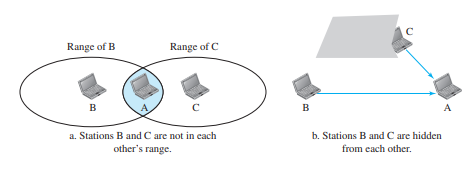 Range of B
Range of C
B
A
C
a. Stations B and C are not in each
other's range.
C
B
A
b. Stations B and C are hidden
from each other.